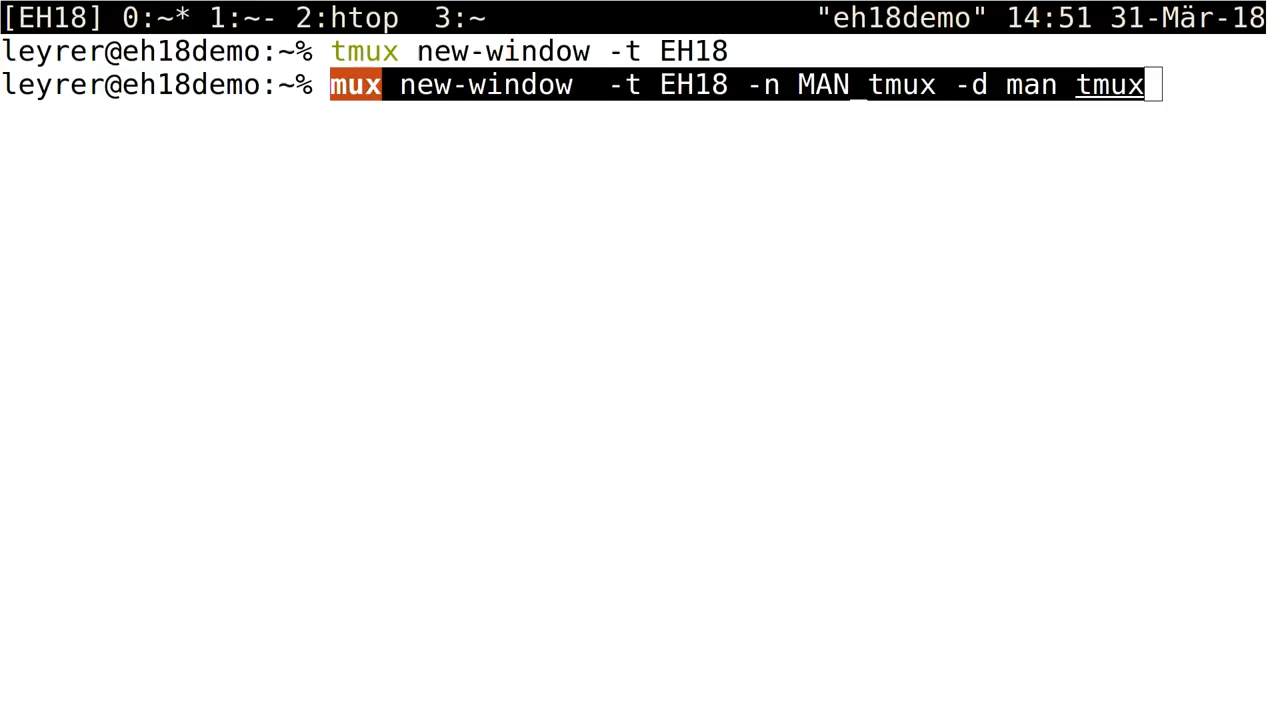 [EH18] 0:~* 1:~- 2:htop  3:~ "eh18demo" 14:51 31-Mär-18
leyrer@eh18demo:~% tmux new-window -t EH18
leyrer@eh18demo:~% mux new-window  -t EH18 -n MAN_tmux -d man tmux